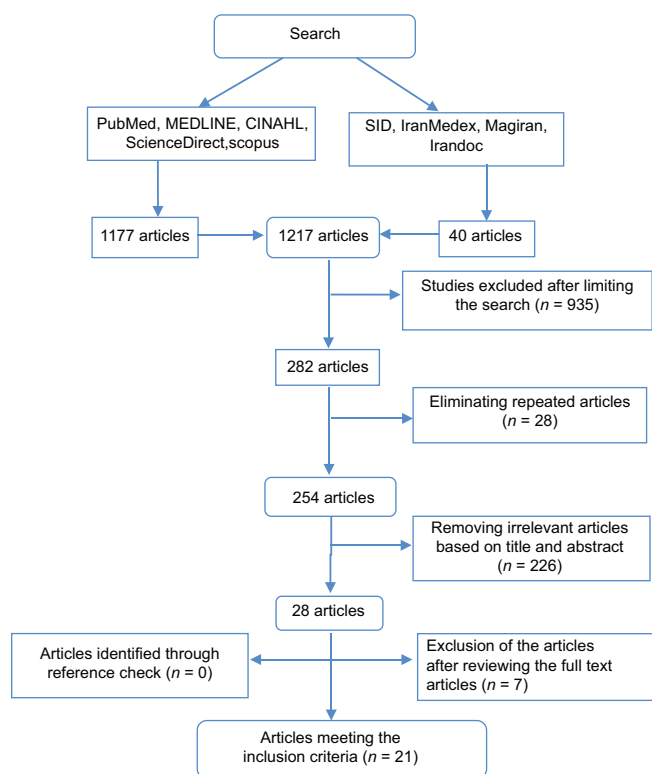 Search
PubMed, MEDLINE, CINAHL,
ScienceDirect,scopus
SID, IranMedex, Magiran,
Irandoc
1177 articles
1217 articles
40 articles
Studies excluded after limiting
the search (n = 935)
282 articles
Eliminating repeated articles
(n = 28)
254 articles
Removing irrelevant articles
based on title and abstract
(n = 226)
28 articles
Articles identified through
reference check (n = 0)
Exclusion of the articles
after reviewing the full text
articles (n = 7)
Articles meeting the
inclusion criteria (n = 21)